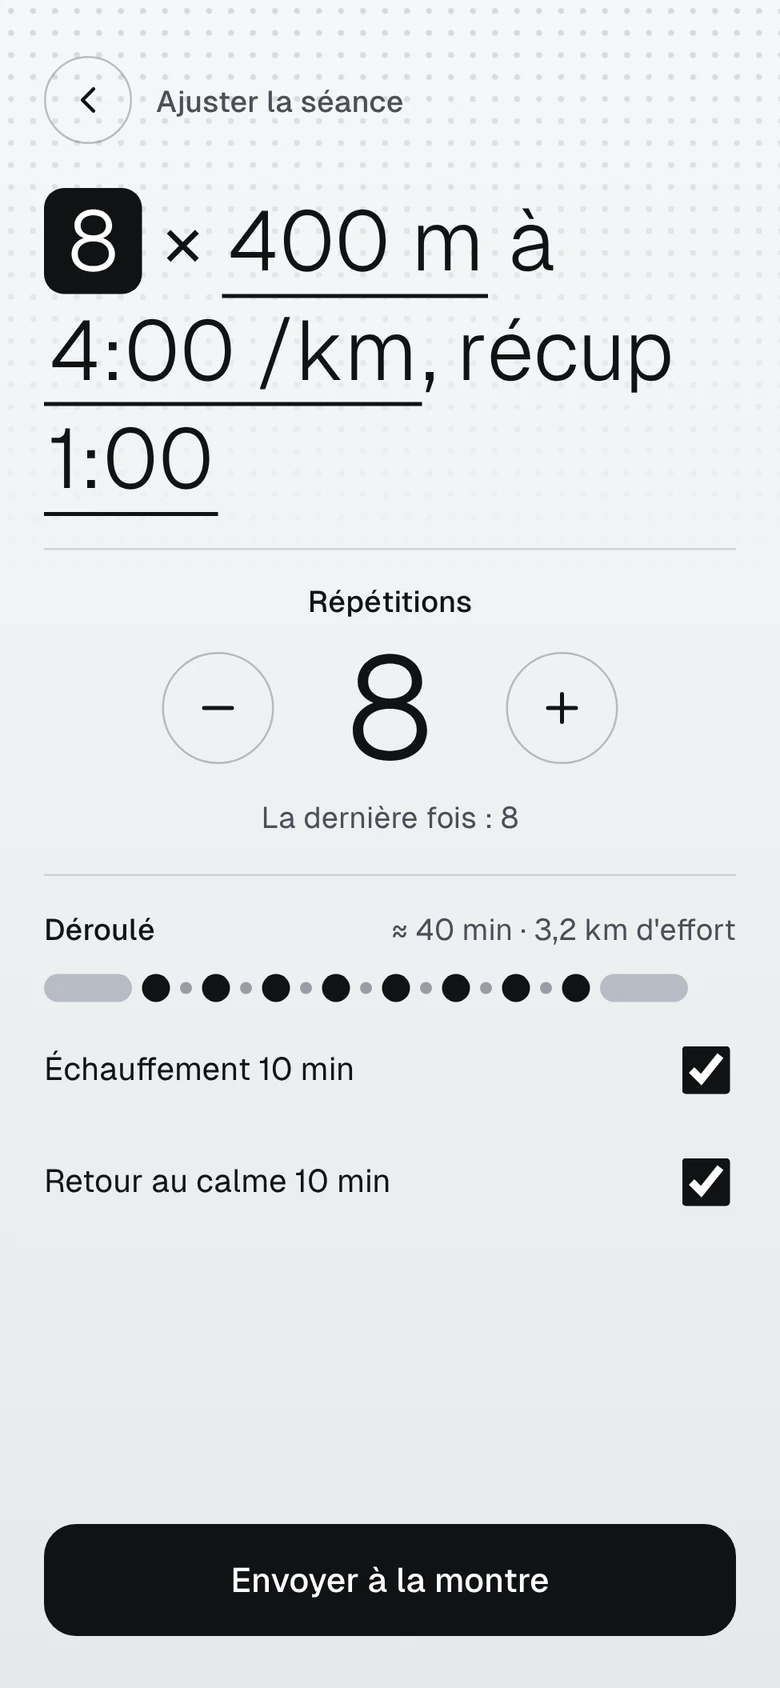 Ajuster la séance
8 × 400 m à
4:00 /km, récup
1:00
Répétitions
− 8 +
La dernière fois : 8
Déroulé ≈ 40 min · 3,2 km d'effort
Échauffement 10 min
Retour au calme 10 min
Envoyer à la montre